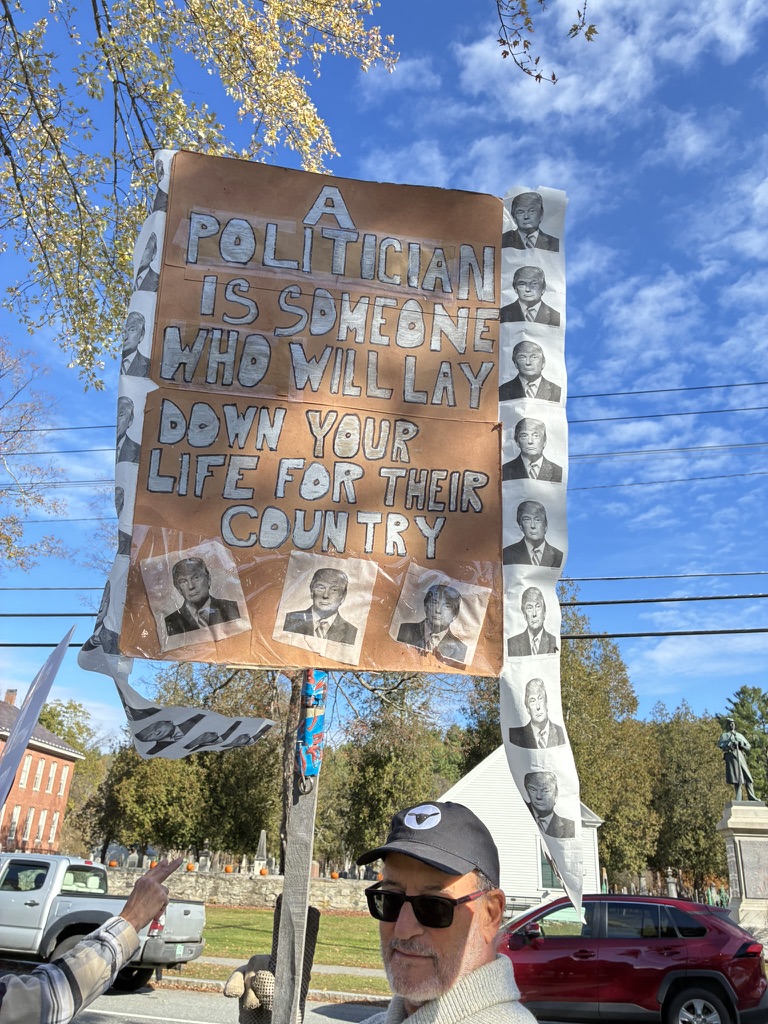 A
POLITICIAN
IS SOMEONE
WHO WILL LAY
DOWN YOUR
LIFE FOR THEIR
COUNTRY